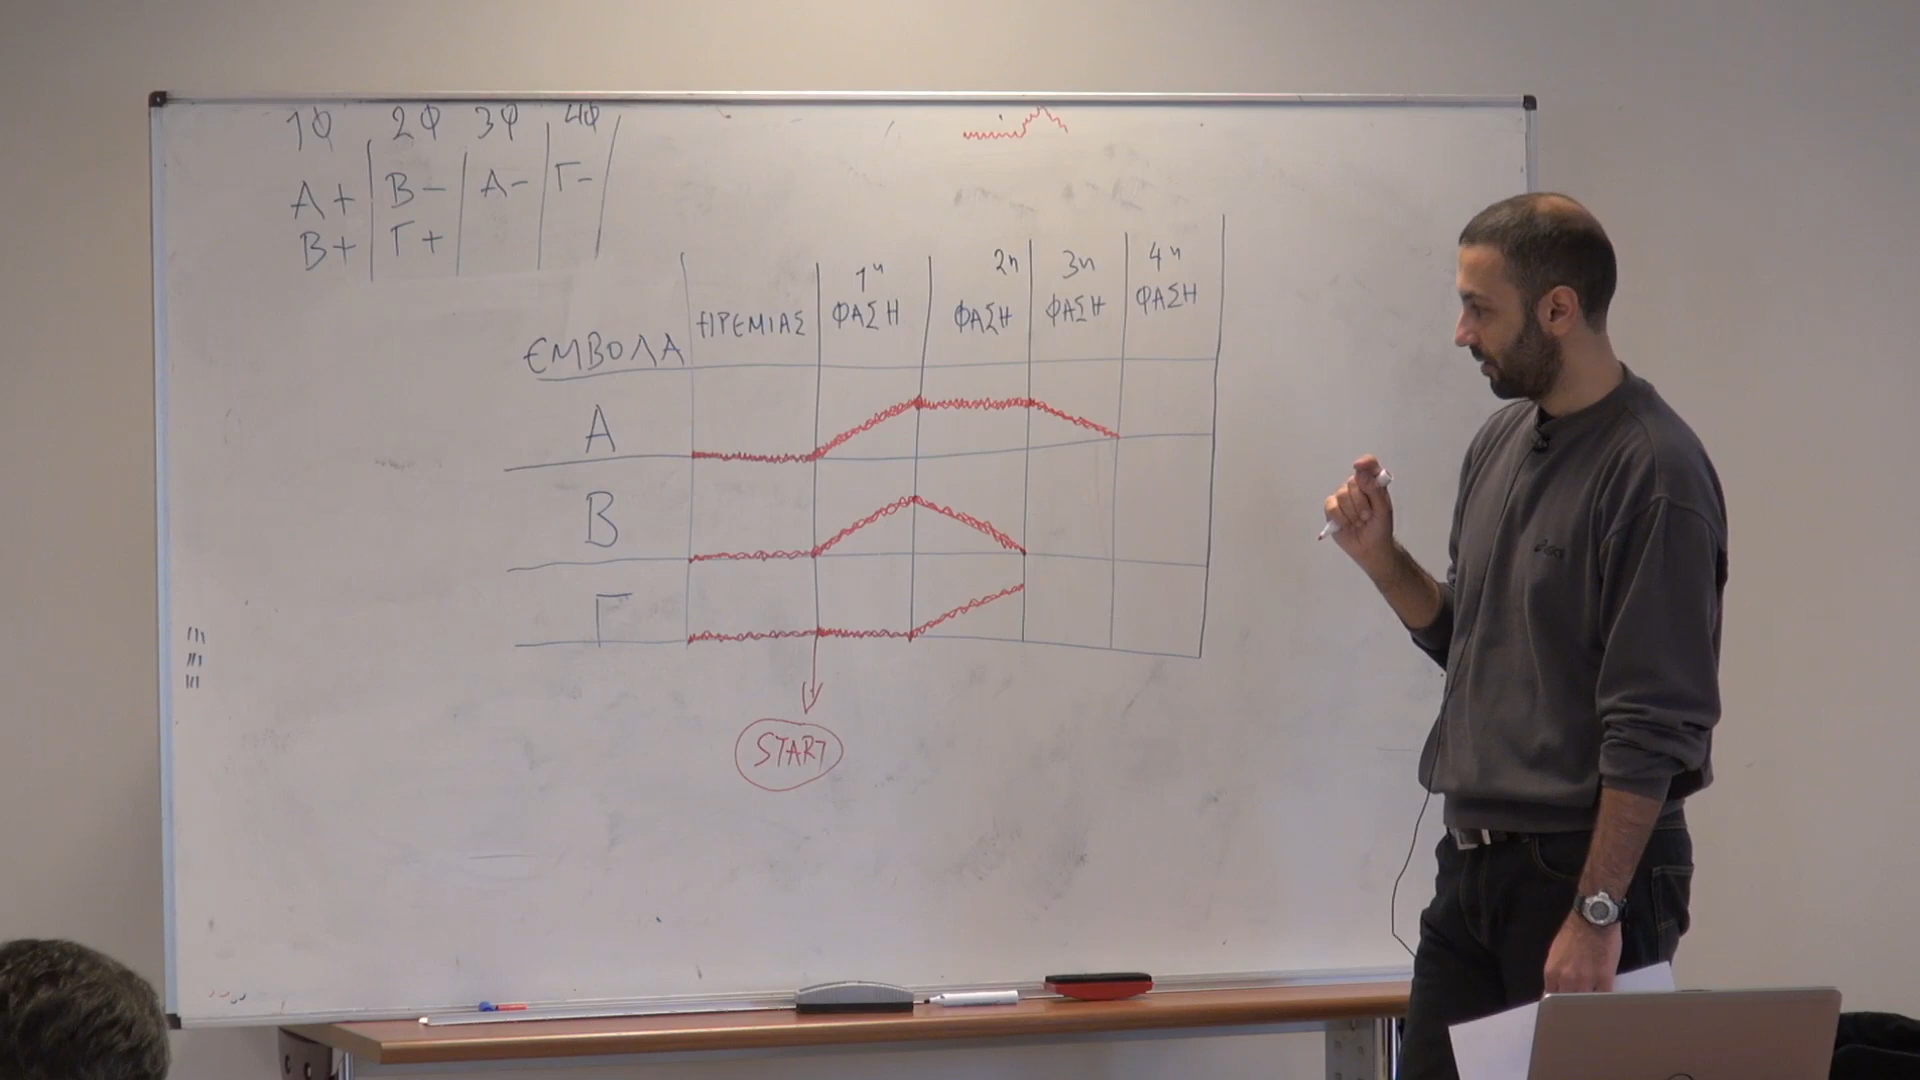 1Φ 2Φ 3Φ 4Φ
Α+ Β- Α- Γ-
Β+ Γ+
ΕΜΒΟΛΑ ΗΡΕΜΙΑΣ 1η ΦΑΣΗ 2η ΦΑΣΗ 3η ΦΑΣΗ 4η ΦΑΣΗ
Α
Β
Γ
START